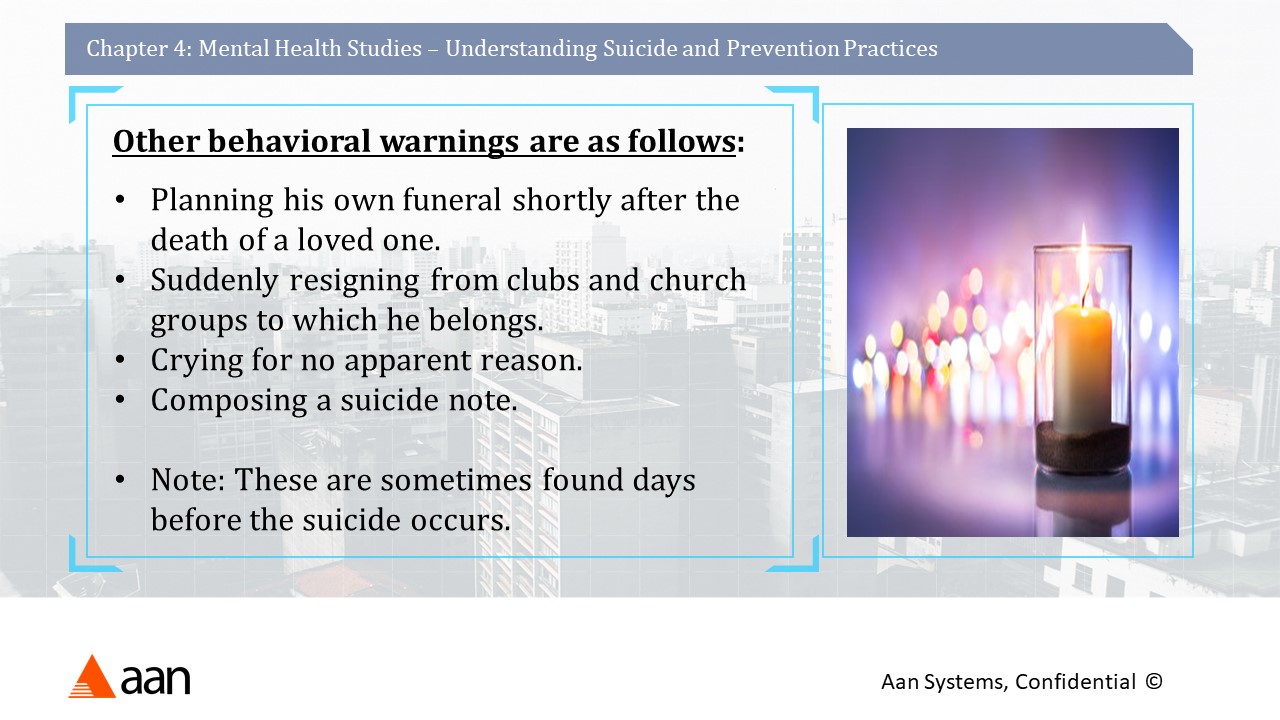 Chapter 4: Mental Health Studies – Understanding Suicide and Prevention Practices
Other behavioral warnings are as follows:
• Planning his own funeral shortly after the
death of a loved one.
• Suddenly resigning from clubs and church
groups to which he belongs.
• Crying for no apparent reason.
• Composing a suicide note.
• Note: These are sometimes found days
before the suicide occurs.
aan
Aan Systems, Confidential ©